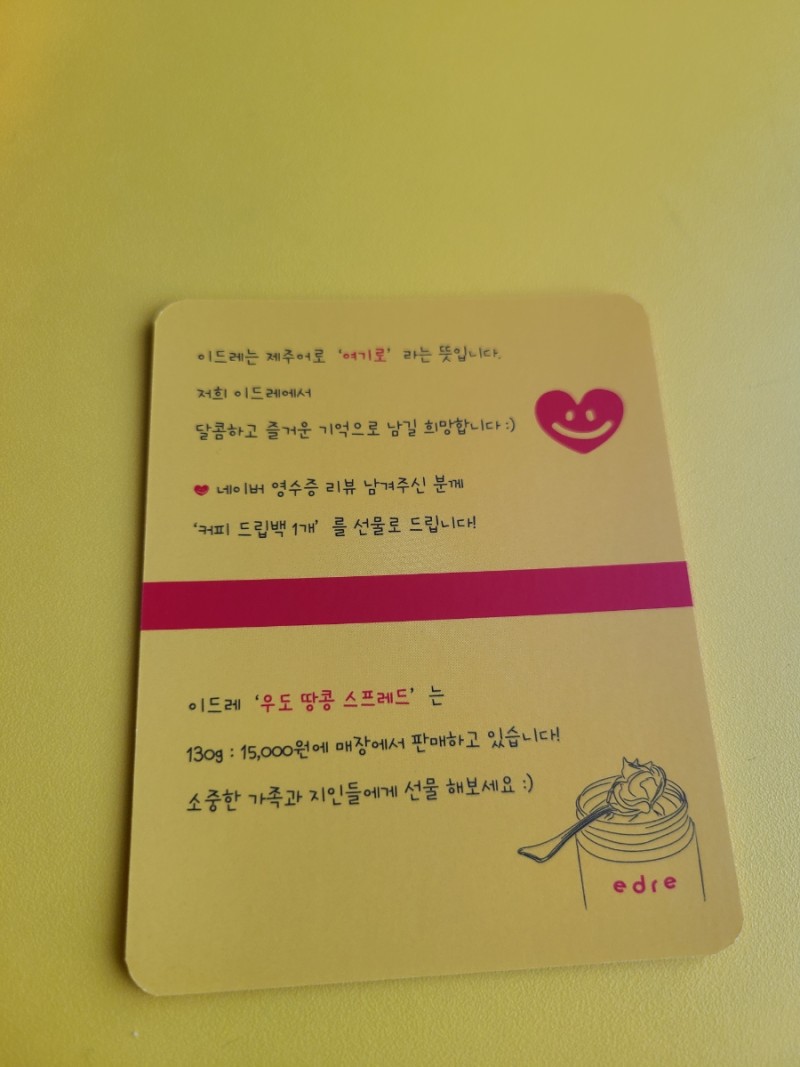 이드레는 제주어로 '여기로' 라는 뜻입니다.
저희 이드레에서
달콤하고 즐거운 기억으로 남길 희망합니다 :)
네이버 영수증 리뷰 남겨주신 분께
'커피 드립백 1개' 를 선물로 드립니다!
이드레 '우도 땅콩 스프레드' 는
130g : 15,000원에 매장에서 판매하고 있습니다!
소중한 가족과 지인들에게 선물 해보세요 :)
edre